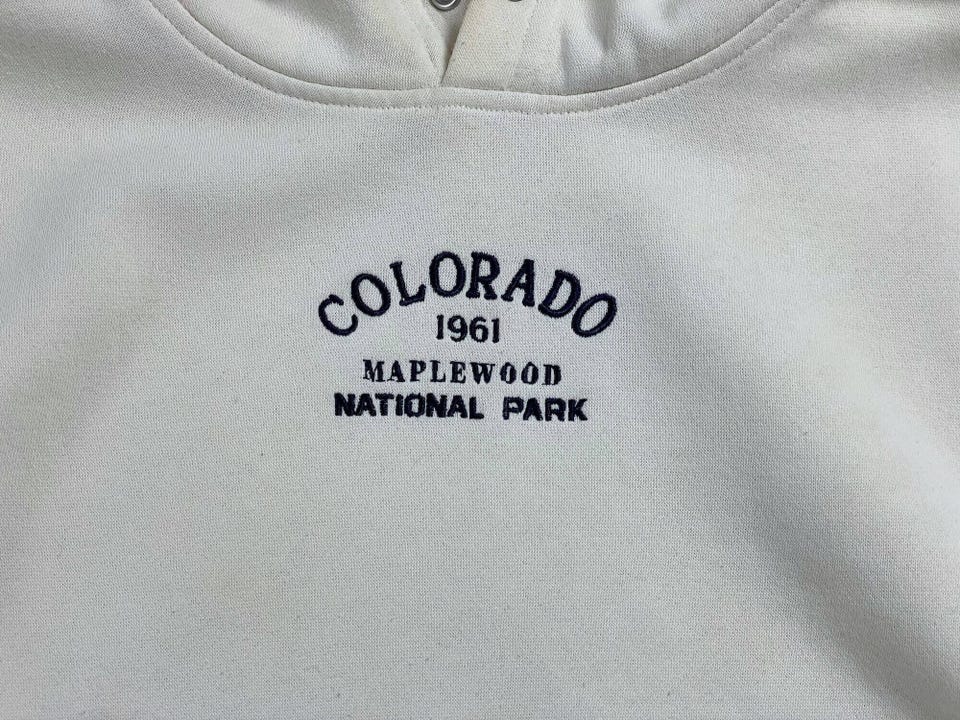 COLORADO
1961
MAPLEWOOD
NATIONAL PARK